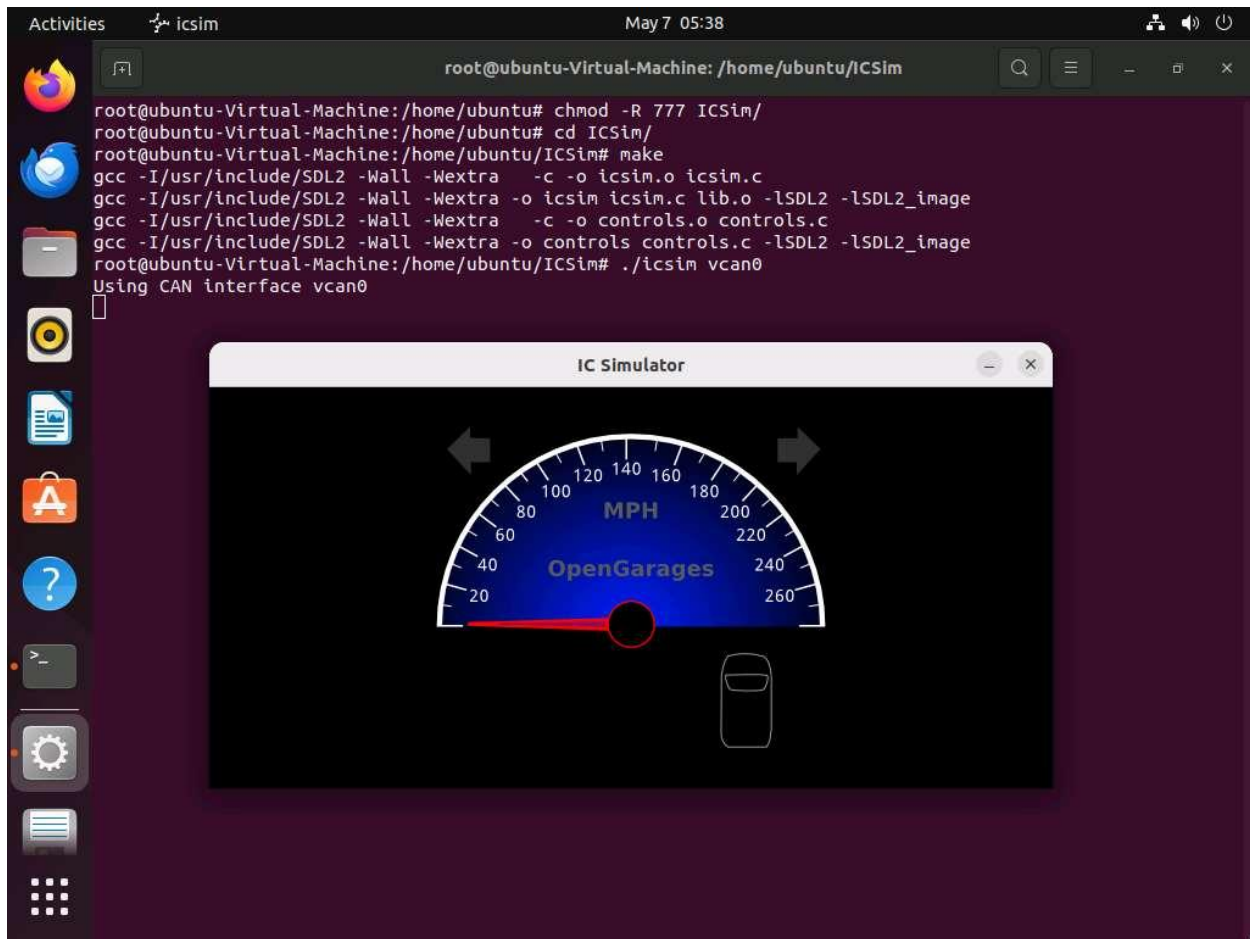 Activities icsim May 7 05:38
root@ubuntu-Virtual-Machine: /home/ubuntu/ICSim
root@ubuntu-Virtual-Machine:/home/ubuntu# chmod -R 777 ICSim/
root@ubuntu-Virtual-Machine:/home/ubuntu# cd ICSim/
root@ubuntu-Virtual-Machine:/home/ubuntu/ICSim# make
gcc -I/usr/include/SDL2 -Wall -Wextra   -c -o icsim.o icsim.c
gcc -I/usr/include/SDL2 -Wall -Wextra -o icsim icsim.c lib.o -lSDL2 -lSDL2_image
gcc -I/usr/include/SDL2 -Wall -Wextra   -c -o controls.o controls.c
gcc -I/usr/include/SDL2 -Wall -Wextra -o controls controls.c -lSDL2 -lSDL2_image
root@ubuntu-Virtual-Machine:/home/ubuntu/ICSim# ./icsim vcan0
Using CAN interface vcan0
IC Simulator
120 140 160
100 180
80 MPH 200
60 220
40 OpenGarages 240
20 260